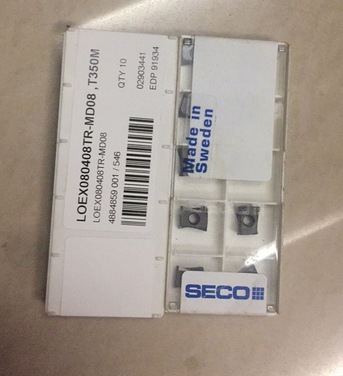 LOEX080408TR-MD08 ,T350M
LOEX080408TR-MD08
4884859 001 / 546
QTY 10
02903441
EDP 91934
Made in
Sweden
SECO